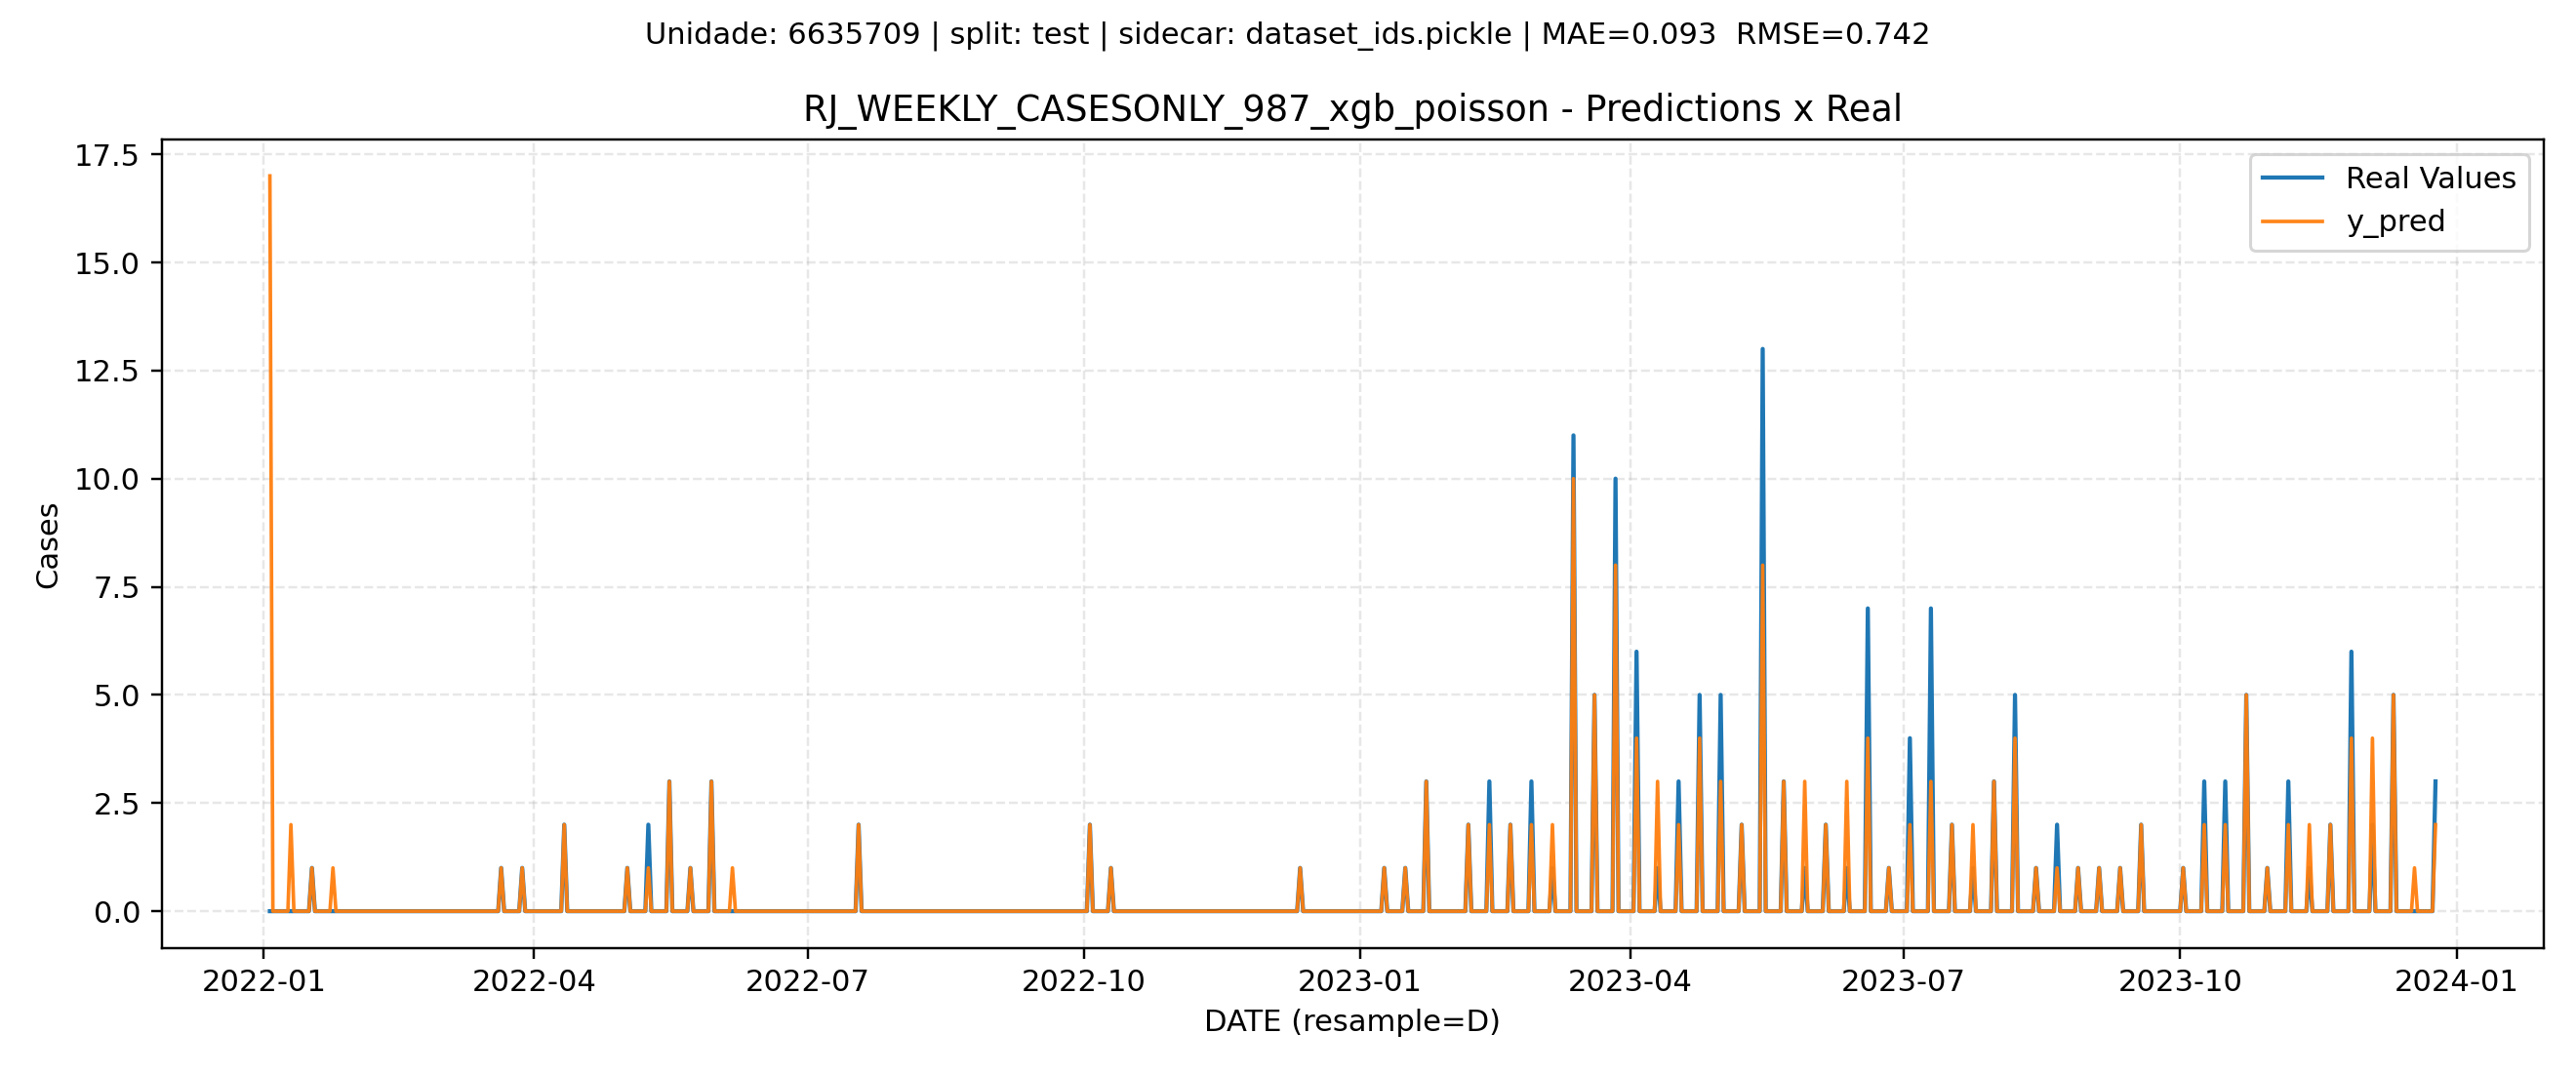 Unidade: 6635709 | split: test | sidecar: dataset_ids.pickle | MAE=0.093  RMSE=0.742
RJ_WEEKLY_CASESONLY_987_xgb_poisson - Predictions x Real
Real Values
y_pred
17.5
15.0
12.5
10.0
7.5
5.0
2.5
0.0
Cases
2022-01
2022-04
2022-07
2022-10
2023-01
2023-04
2023-07
2023-10
2024-01
DATE (resample=D)